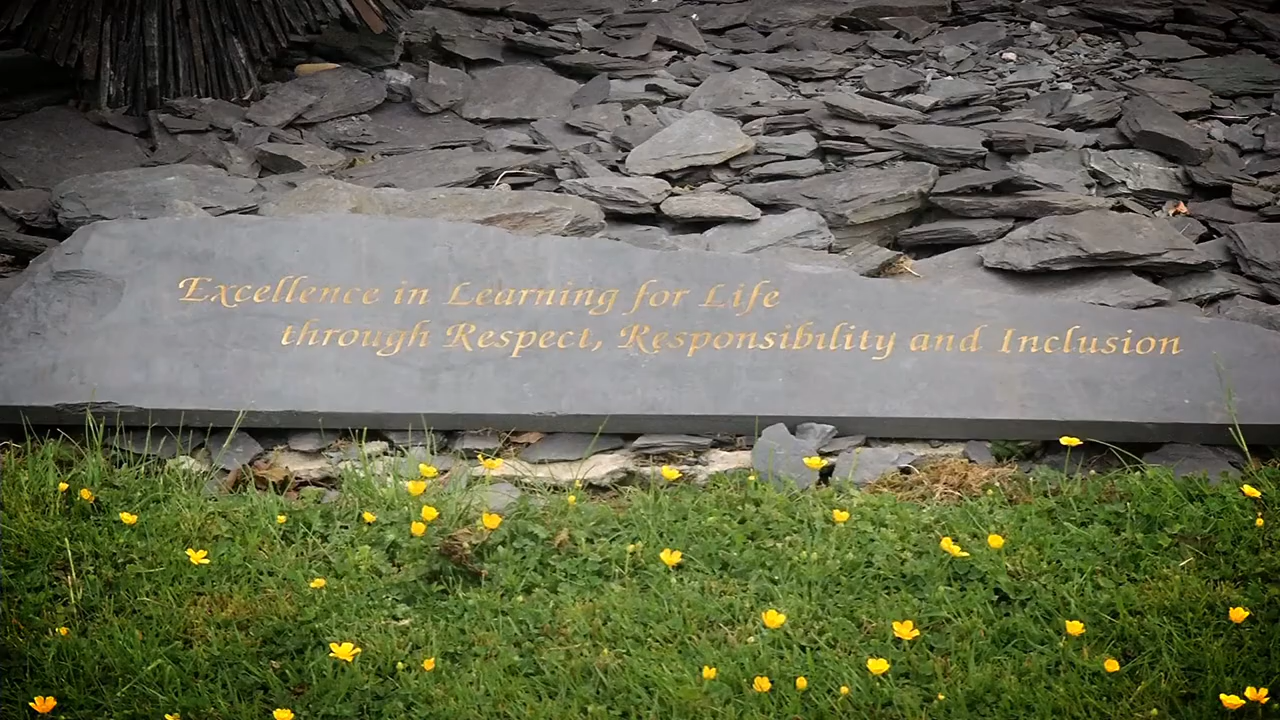 Excellence in Learning for Life
through Respect, Responsibility and Inclusion